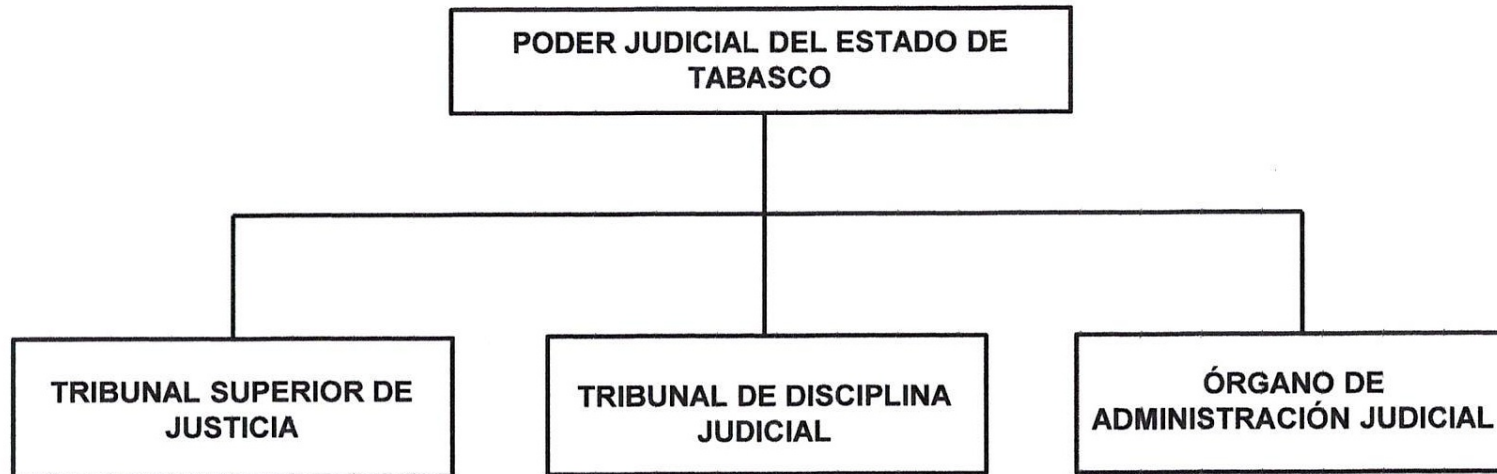 PODER JUDICIAL DEL ESTADO DE
TABASCO
TRIBUNAL SUPERIOR DE
JUSTICIA
TRIBUNAL DE DISCIPLINA
JUDICIAL
ÓRGANO DE
ADMINISTRACIÓN JUDICIAL